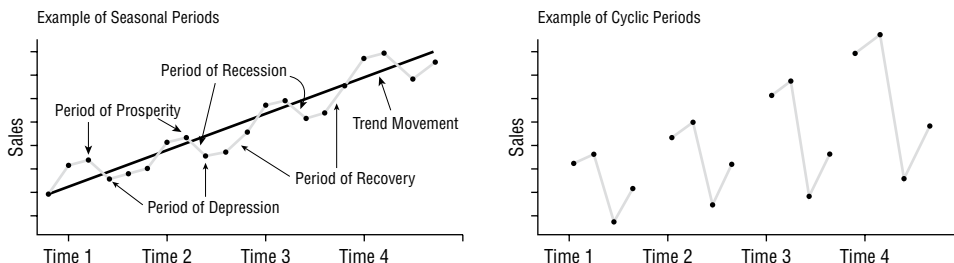 Example of Seasonal Periods
Sales
Period of Recession
Period of Prosperity
Trend Movement
Period of Recovery
Period of Depression
Time 1 Time 2 Time 3 Time 4
Example of Cyclic Periods
Sales
Time 1 Time 2 Time 3 Time 4